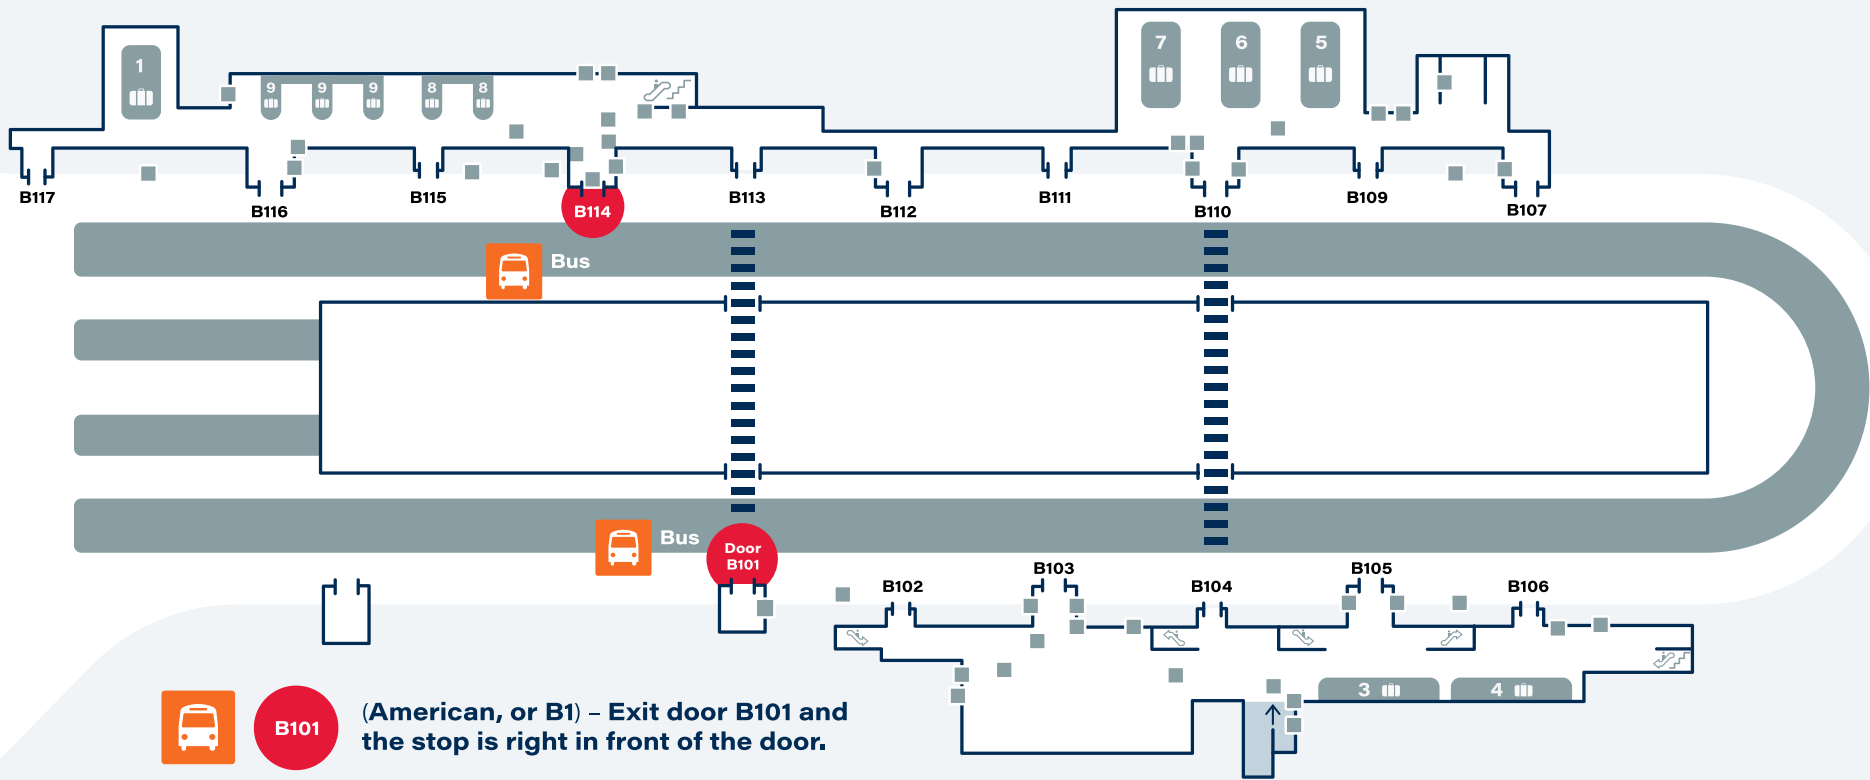 7
6
5
1
9
9
9
8
8
B117
B116
B115
B114
B113
B112
B111
B110
B109
B107
Bus
Bus
Door
B101
B102
B103
B104
B105
B106
3
4
B101
(American, or B1) – Exit door B101 and
the stop is right in front of the door.